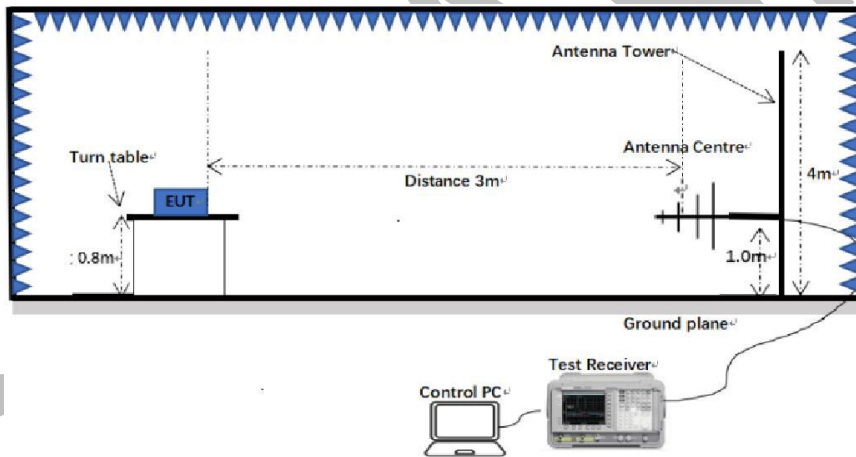 Antenna Tower
Turn table
Antenna Centre
Distance 3m
4m
EUT
: 0.8m
1.0m
Ground plane
Test Receiver
Control PC